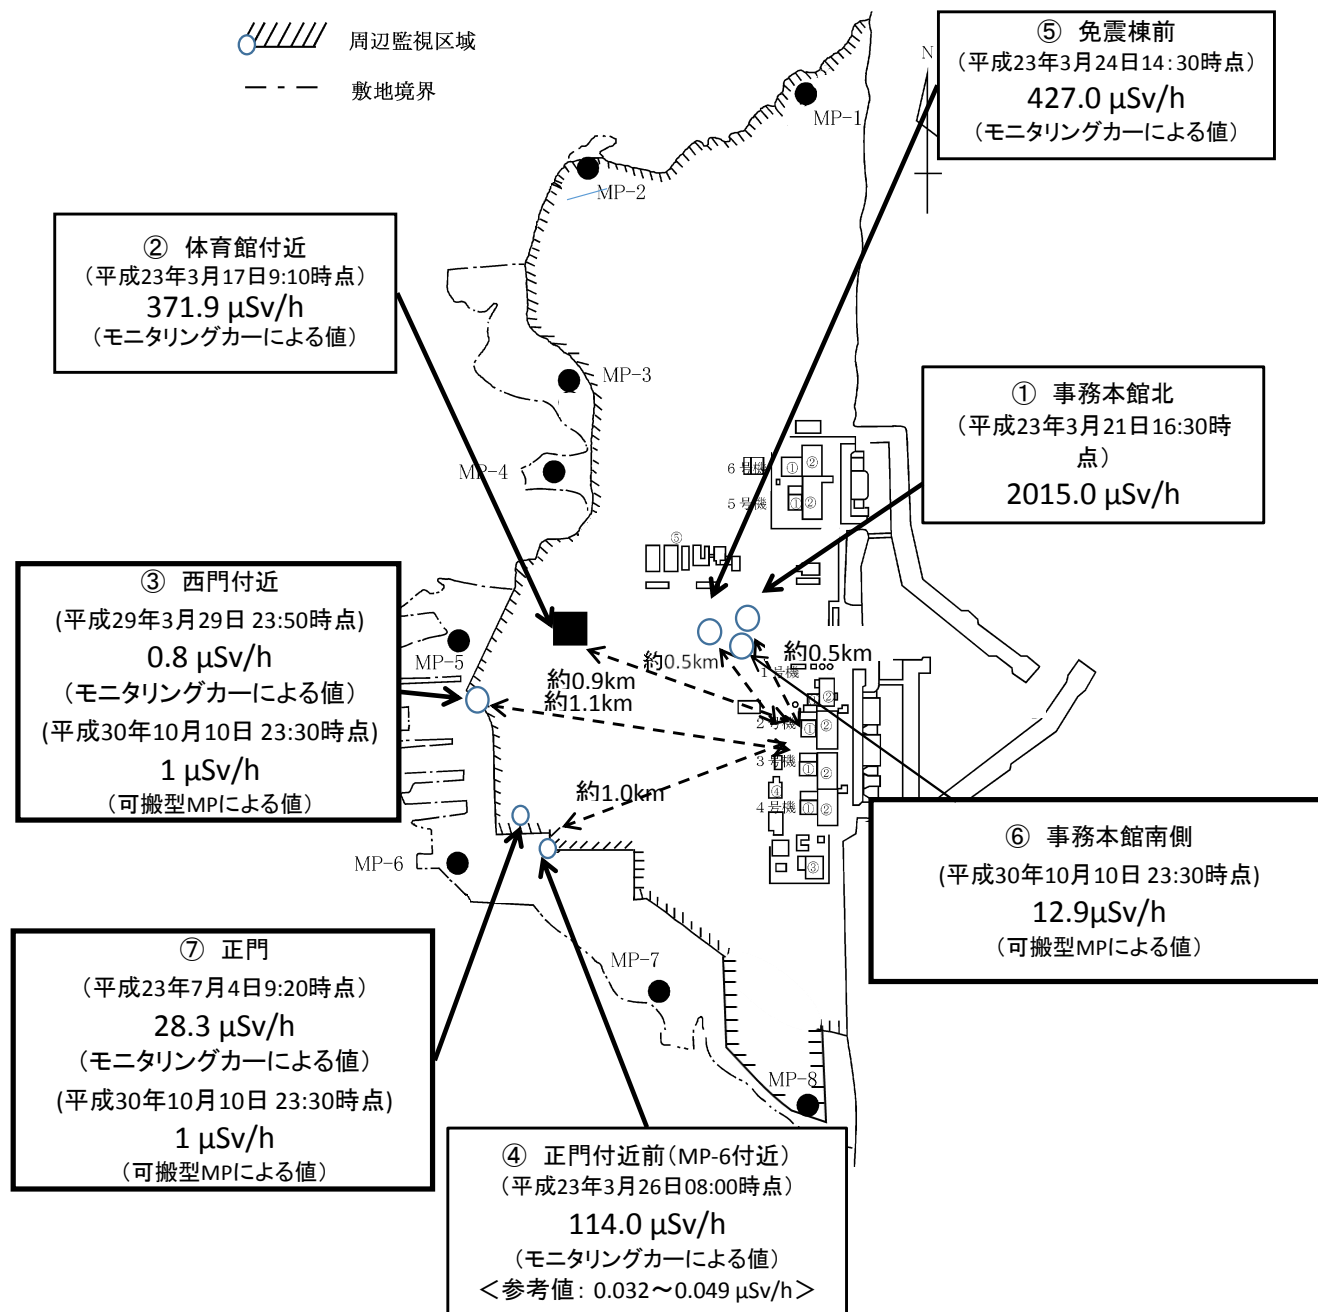 周辺監視区域
敷地境界
⑤ 免震棟前
(平成23年3月24日14:30時点)
427.0 μSv/h
(モニタリングカーによる値)
N
MP-1
MP-2
② 体育館付近
(平成23年3月17日9:10時点)
371.9 μSv/h
(モニタリングカーによる値)
MP-3
① 事務本館北
(平成23年3月21日16:30時
点)
2015.0 μSv/h
MP-4
6号機
① ②
5号機
① ②
⑤
③ 西門付近
(平成29年3月29日 23:50時点)
0.8 μSv/h
(モニタリングカーによる値)
(平成30年10月10日 23:30時点)
1 μSv/h
(可搬型MPによる値)
MP-5
約0.9km
約1.1km
約0.5km
約0.5km
1号機
②
2号機
① ②
3号機
① ②
④
4号機
① ②
③
約1.0km
MP-6
⑥ 事務本館南側
(平成30年10月10日 23:30時点)
12.9μSv/h
(可搬型MPによる値)
⑦ 正門
(平成23年7月4日9:20時点)
28.3 μSv/h
(モニタリングカーによる値)
(平成30年10月10日 23:30時点)
1 μSv/h
(可搬型MPによる値)
MP-7
MP-8
④ 正門付近前(MP-6付近)
(平成23年3月26日08:00時点)
114.0 μSv/h
(モニタリングカーによる値)
<参考値: 0.032～0.049 μSv/h>